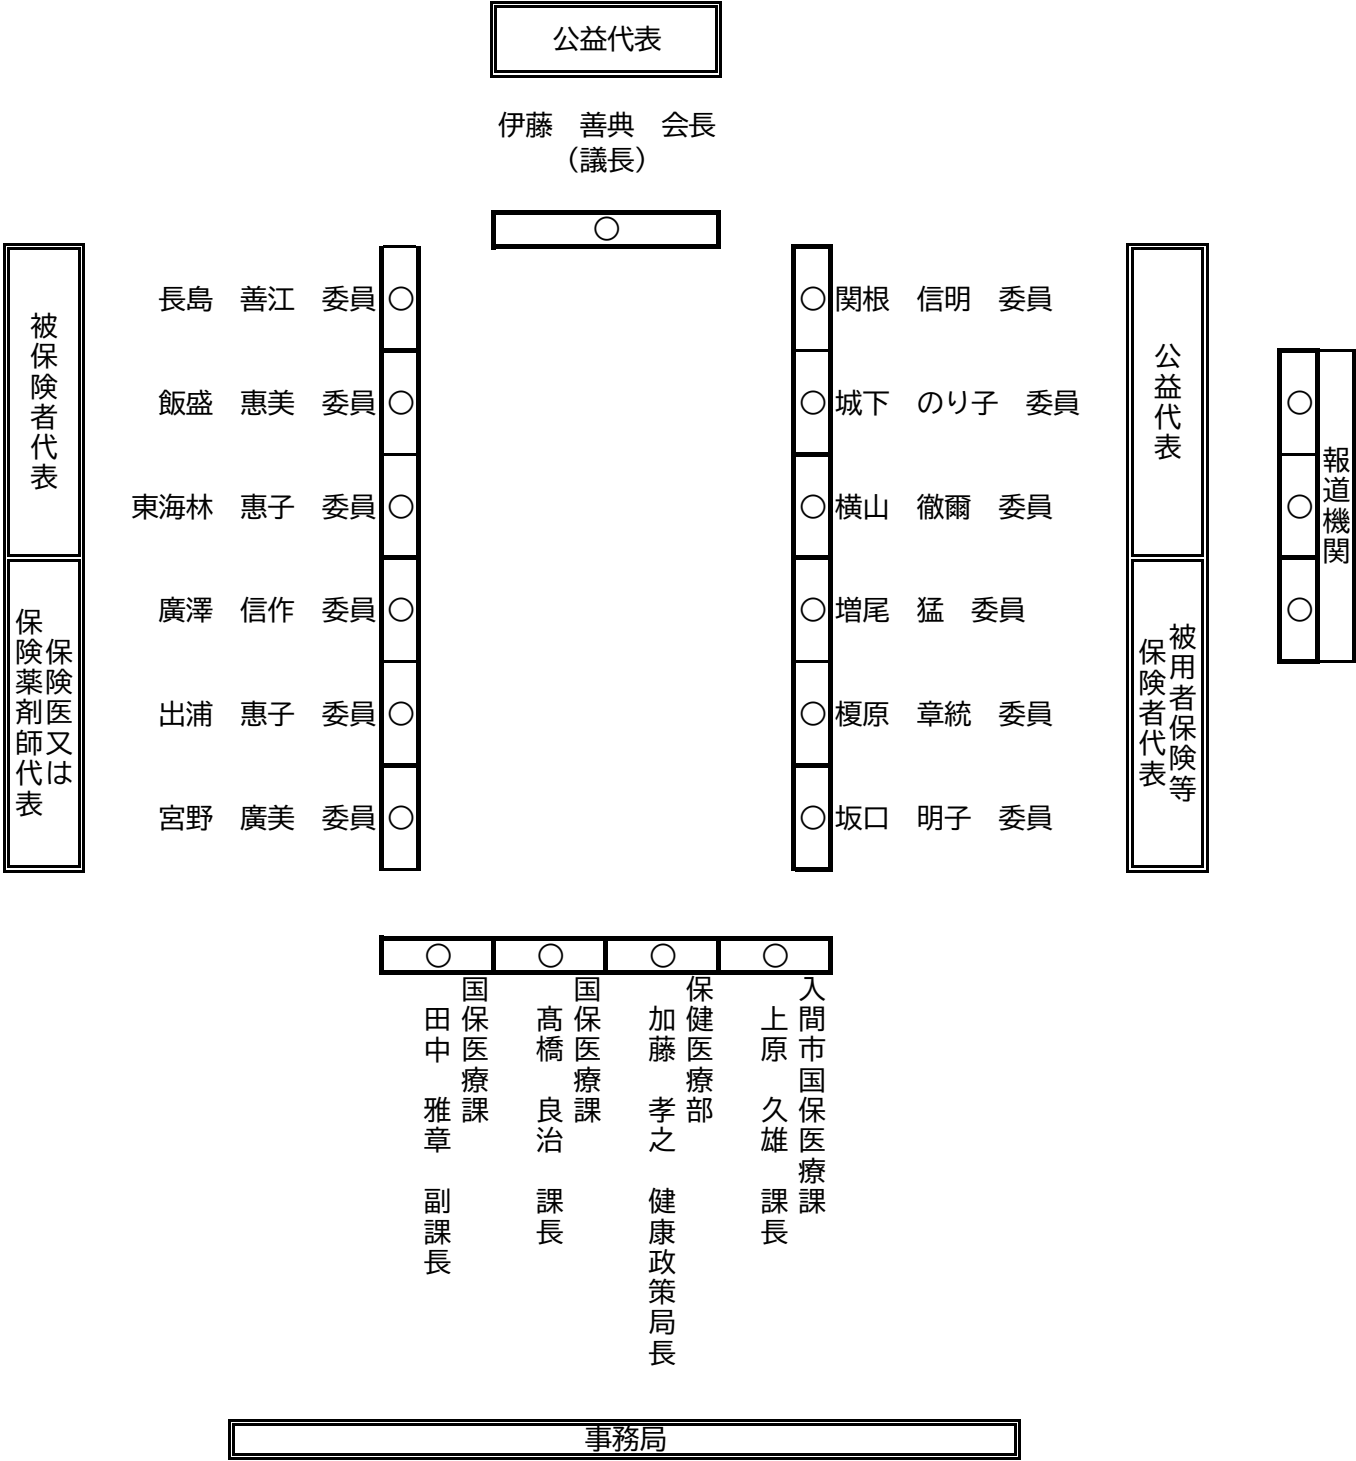 公益代表
伊藤　善典　会長
（議長）
○
被保険者代表
長島　善江　委員 ○
飯盛　惠美　委員 ○
東海林　惠子　委員 ○
保険医又は
保険薬剤師代表
廣澤　信作　委員 ○
出浦　惠子　委員 ○
宮野　廣美　委員 ○
○ 関根　信明　委員
○ 城下　のり子　委員
○ 横山　徹爾　委員
公益代表
○ 増尾　猛　委員
○ 榎原　章統　委員
○ 坂口　明子　委員
被用者保険等
保険者代表
○
○
○
報道機関
○ ○ ○ ○
入間市国保医療課
上原　久雄　課長
保健医療部
加藤　孝之　健康政策局長
国保医療課
髙橋　良治　課長
国保医療課
田中　雅章　副課長
事務局